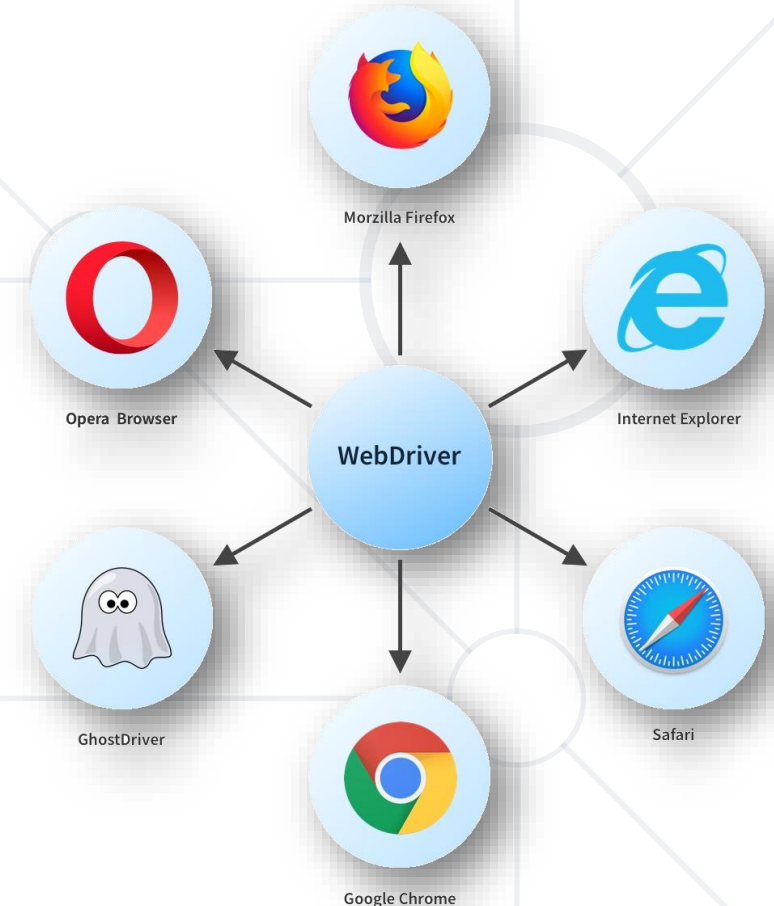 Morzilla Firefox
Opera Browser
Internet Explorer
WebDriver
GhostDriver
Safari
Google Chrome